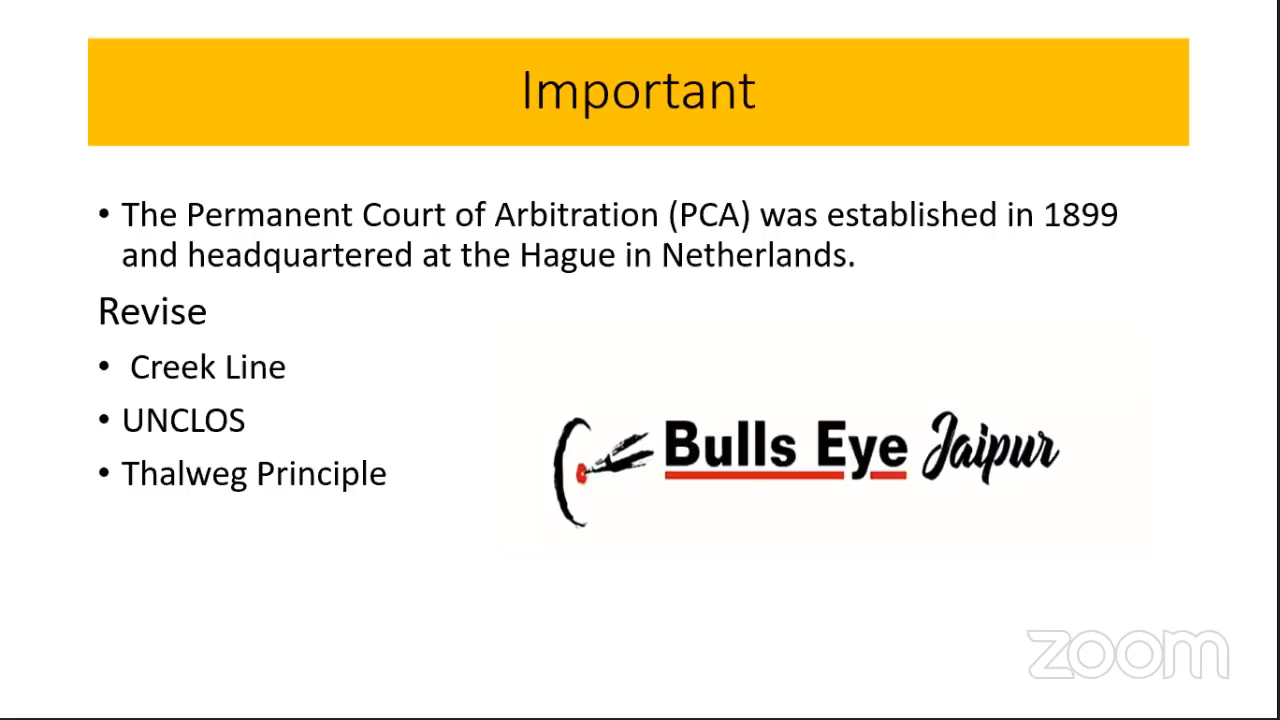 Important
• The Permanent Court of Arbitration (PCA) was established in 1899
and headquartered at the Hague in Netherlands.
Revise
• Creek Line
• UNCLOS
• Thalweg Principle
Bulls Eye Jaipur
zoom